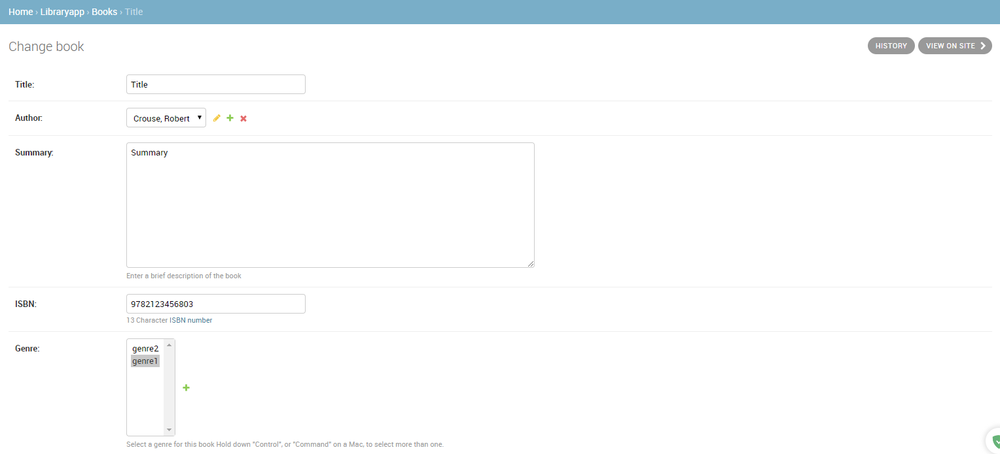 Home › Libraryapp › Books › Title
Change book
HISTORY
VIEW ON SITE
Title:
Title
Author:
Crouse, Robert
Summary:
Summary
Enter a brief description of the book
ISBN:
9782123456803
13 Character ISBN number
Genre:
genre2
genre1
Select a genre for this book Hold down "Control", or "Command" on a Mac, to select more than one.